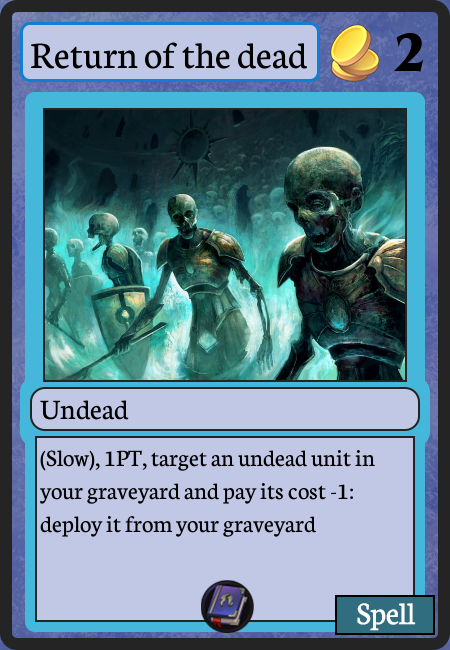 Return of the dead 2
Undead
(Slow), 1PT, target an undead unit in
your graveyard and pay its cost -1:
deploy it from your graveyard
Spell